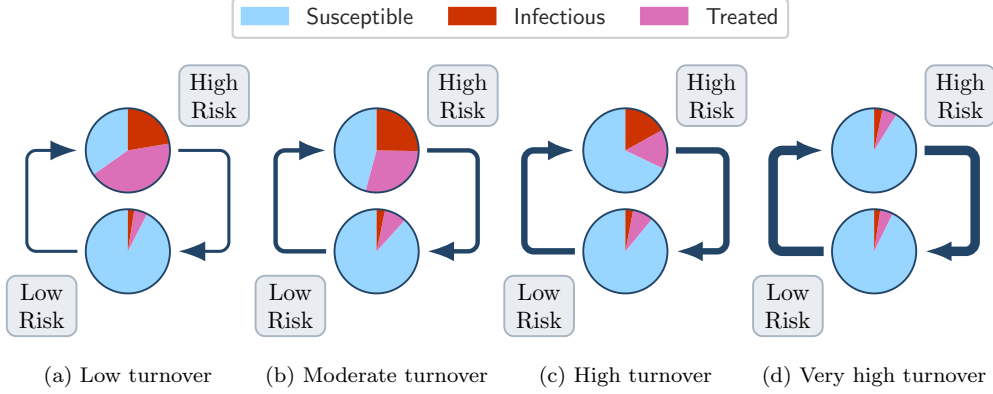 Susceptible Infectious Treated
High
Risk
High
Risk
High
Risk
High
Risk
Low
Risk
Low
Risk
Low
Risk
Low
Risk
(a) Low turnover
(b) Moderate turnover
(c) High turnover
(d) Very high turnover